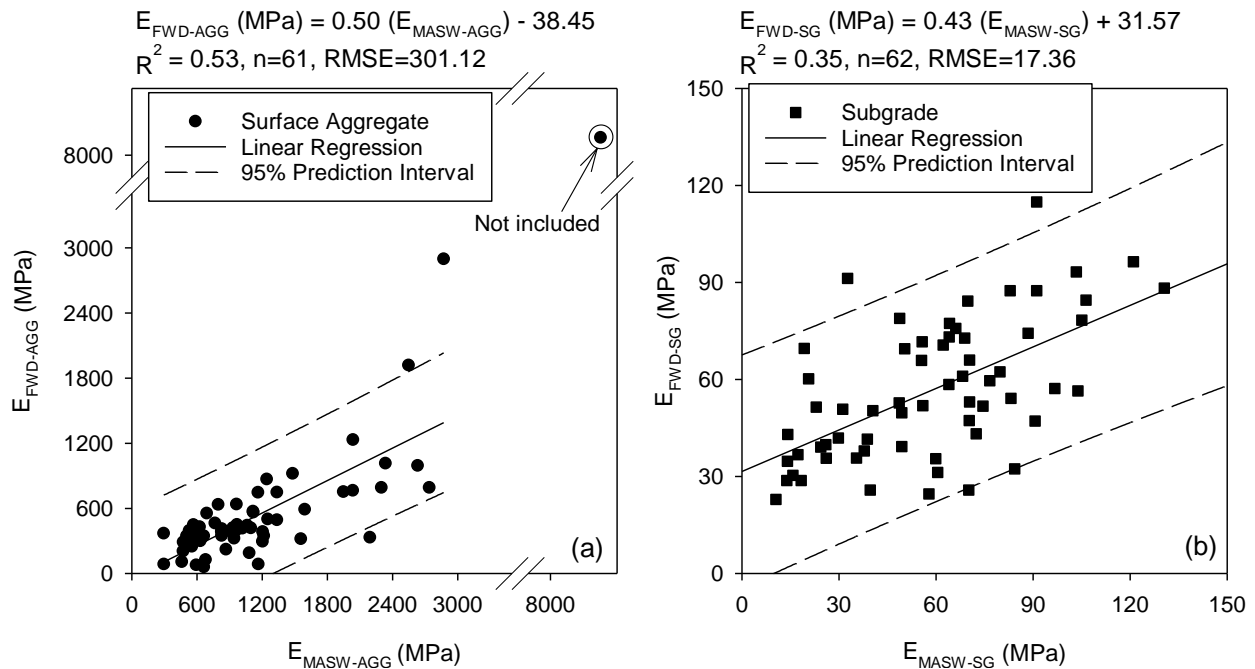 E_FWD-AGG (MPa) = 0.50 (E_MASW-AGG) - 38.45
R² = 0.53, n=61, RMSE=301.12
Surface Aggregate
Linear Regression
95% Prediction Interval
Not included
(a)
8000
3000
2400
1800
1200
600
0
E_FWD-AGG (MPa)
0 600 1200 1800 2400 3000 8000
E_MASW-AGG (MPa)
E_FWD-SG (MPa) = 0.43 (E_MASW-SG) + 31.57
R² = 0.35, n=62, RMSE=17.36
Subgrade
Linear Regression
95% Prediction Interval
(b)
150
120
90
60
30
0
E_FWD-SG (MPa)
0 30 60 90 120 150
E_MASW-SG (MPa)